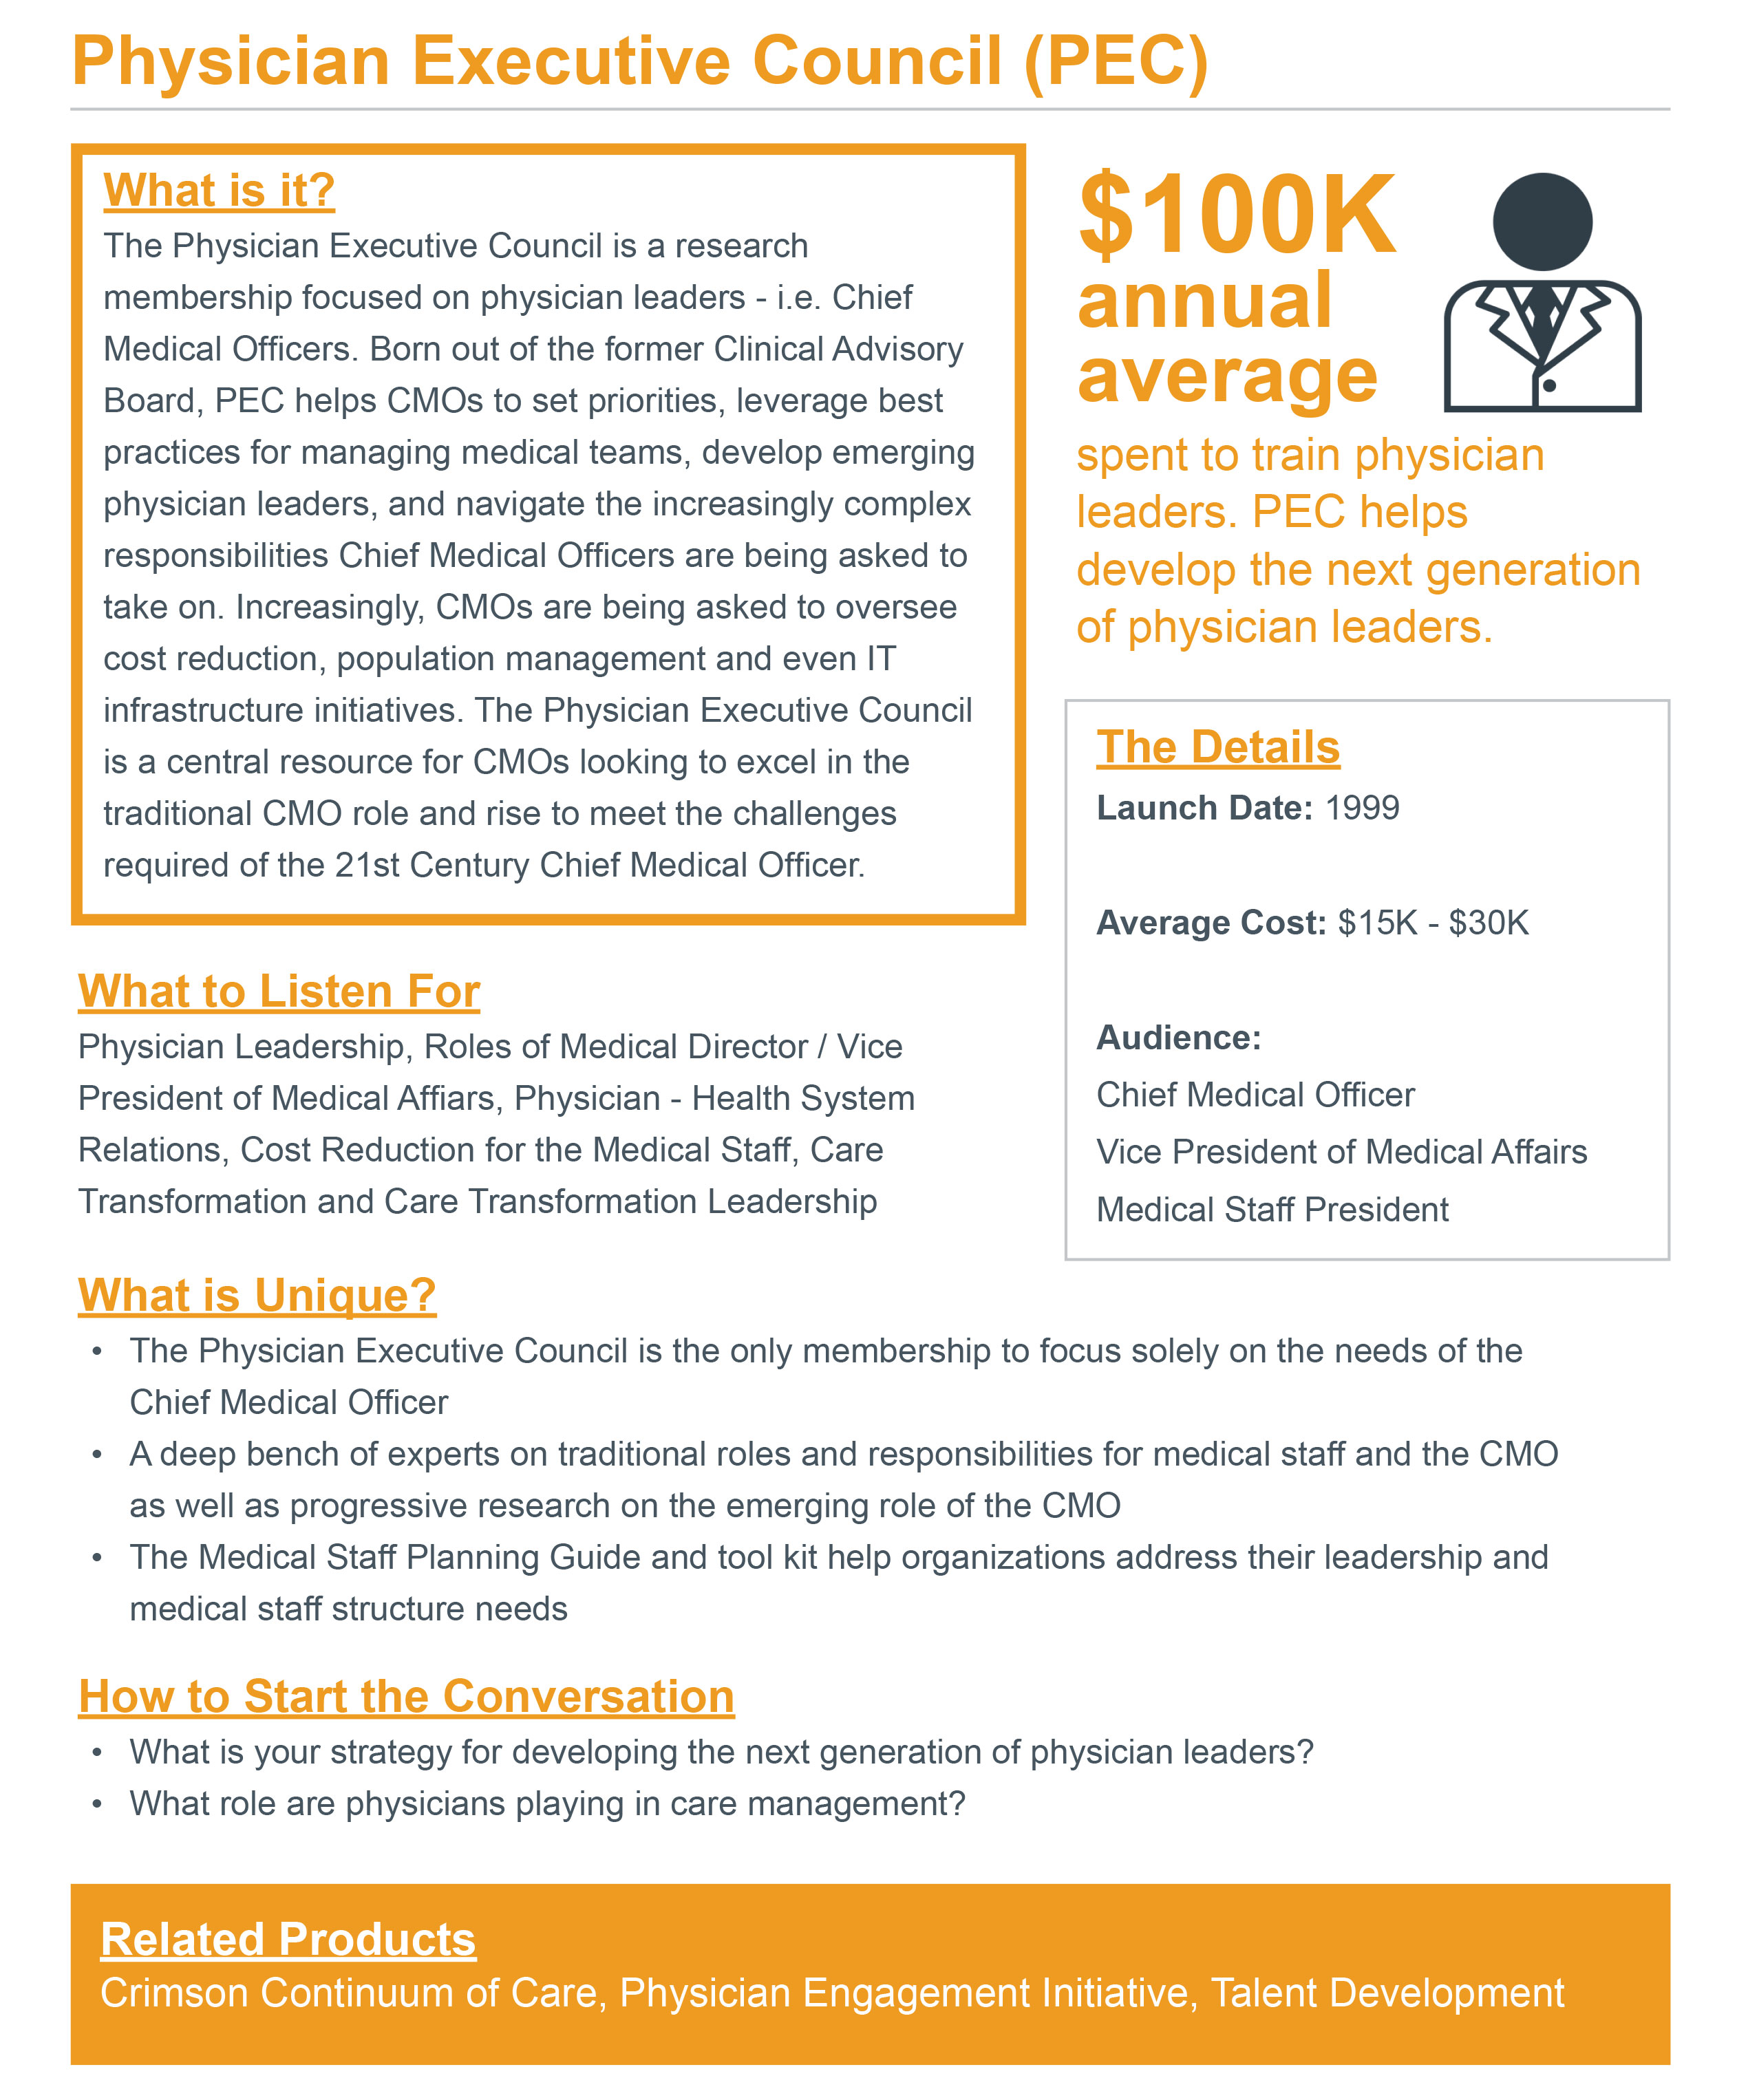 Physician Executive Council (PEC)
What is it?
The Physician Executive Council is a research
membership focused on physician leaders - i.e. Chief
Medical Officers. Born out of the former Clinical Advisory
Board, PEC helps CMOs to set priorities, leverage best
practices for managing medical teams, develop emerging
physician leaders, and navigate the increasingly complex
responsibilities Chief Medical Officers are being asked to
take on. Increasingly, CMOs are being asked to oversee
cost reduction, population management and even IT
infrastructure initiatives. The Physician Executive Council
is a central resource for CMOs looking to excel in the
traditional CMO role and rise to meet the challenges
required of the 21st Century Chief Medical Officer.
$100K
annual
average
spent to train physician
leaders. PEC helps
develop the next generation
of physician leaders.
The Details
Launch Date: 1999
Average Cost: $15K - $30K
Audience:
Chief Medical Officer
Vice President of Medical Affairs
Medical Staff President
What to Listen For
Physician Leadership, Roles of Medical Director / Vice
President of Medical Affiars, Physician - Health System
Relations, Cost Reduction for the Medical Staff, Care
Transformation and Care Transformation Leadership
What is Unique?
• The Physician Executive Council is the only membership to focus solely on the needs of the
Chief Medical Officer
• A deep bench of experts on traditional roles and responsibilities for medical staff and the CMO
as well as progressive research on the emerging role of the CMO
• The Medical Staff Planning Guide and tool kit help organizations address their leadership and
medical staff structure needs
How to Start the Conversation
• What is your strategy for developing the next generation of physician leaders?
• What role are physicians playing in care management?
Related Products
Crimson Continuum of Care, Physician Engagement Initiative, Talent Development